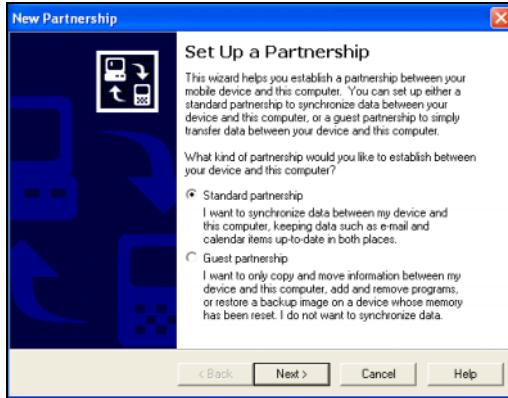 New Partnership
Set Up a Partnership
This wizard helps you establish a partnership between your
mobile device and this computer. You can set up either a
standard partnership to synchronize data between your
device and this computer, or a guest partnership to simply
transfer data between your device and this computer.
What kind of partnership would you like to establish between
your device and this computer?
Standard partnership
I want to synchronize data between my device and
this computer, keeping data such as e-mail and
calendar items up-to-date in both places.
Guest partnership
I want to only copy and move information between my
device and this computer, add and remove programs,
or restore a backup image on a device whose memory
has been reset. I do not want to synchronize data.
< Back Next > Cancel Help